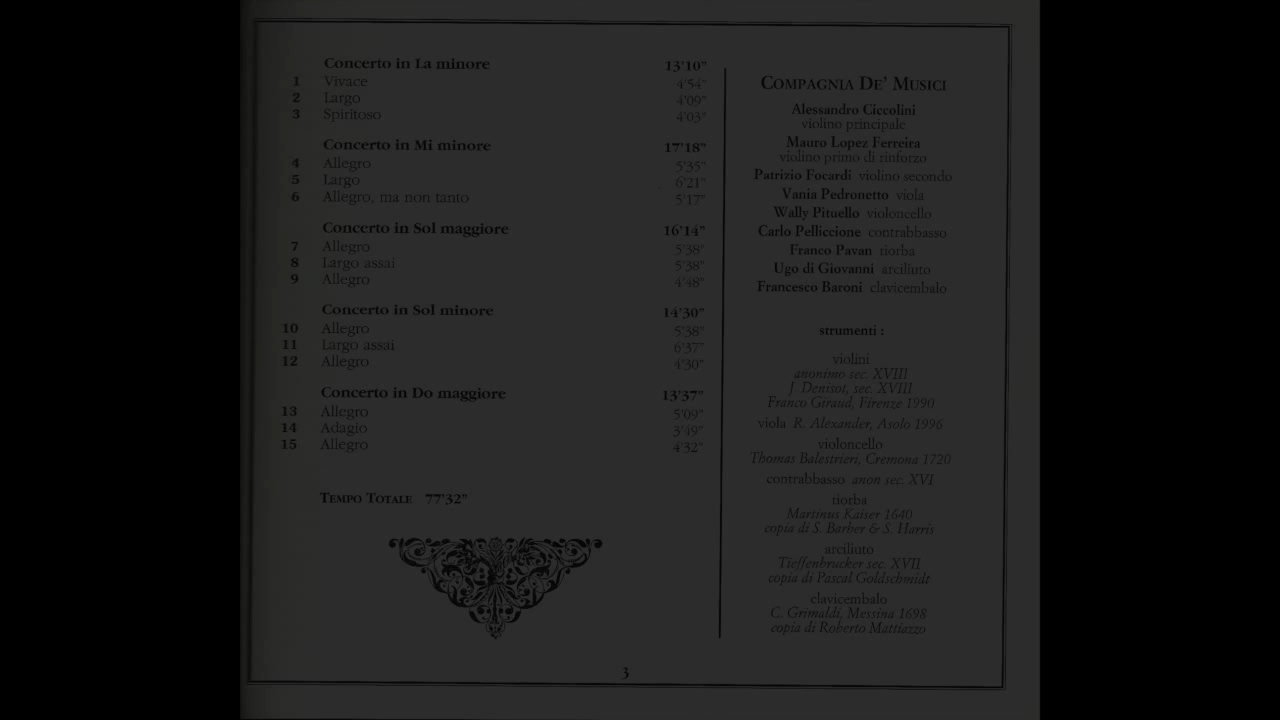 Concerto in La minore 13'10"
1 Vivace 4'54"
2 Largo 4'09"
3 Spiritoso 4'03"
Concerto in Mi minore 17'18"
4 Allegro 5'35"
5 Largo 6'21"
6 Allegro, ma non tanto 5'17"
Concerto in Sol maggiore 16'14"
7 Allegro 5'38"
8 Largo assai 5'38"
9 Allegro 4'48"
Concerto in Sol minore 14'30"
10 Allegro 5'38"
11 Largo assai 6'37"
12 Allegro 4'30"
Concerto in Do maggiore 13'37"
13 Allegro 5'09"
14 Adagio 3'49"
15 Allegro 4'32"
TEMPO TOTALE 77'32"
COMPAGNIA DE' MUSICI
Alessandro Ciccolini
violino principale
Mauro Lopez Ferreira
violino primo di rinforzo
Patrizio Focardi violino secondo
Vania Pedronetto viola
Wally Pituello violoncello
Carlo Pelliccione contrabbasso
Franco Pavan tiorba
Ugo di Giovanni arciliuto
Francesco Baroni clavicembalo
strumenti :
violini
anonimo sec. XVIII
J. Denisot, sec. XVIII
Franco Giraud, Firenze 1990
viola R. Alexander, Asolo 1996
violoncello
Thomas Balestrieri, Cremona 1720
contrabbasso anon sec. XVI
tiorba
Martinus Kaiser 1640
copia di S. Barber & S. Harris
arciliuto
Tieffenbrucker sec. XVII
copia di Pascal Goldschmidt
clavicembalo
C. Grimaldi, Messina 1698
copia di Roberto Mattiazzo
3